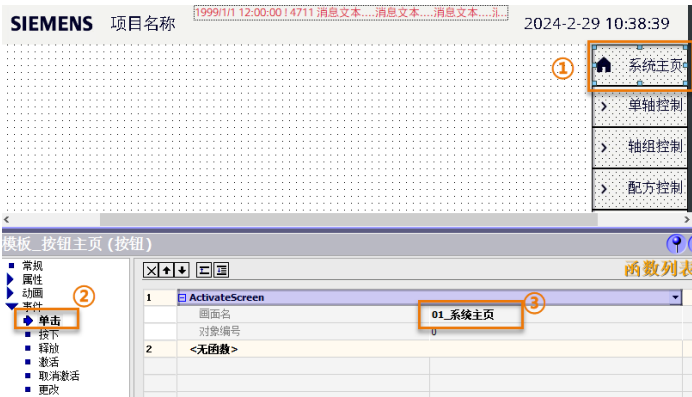 1999/1/1 12:00:00 ! 4711 消息文本....消息文本....消息文本....
SIEMENS 项目名称 2024-2-29 10:38:39
① 系统主页
单轴控制
轴组控制
配方控制
模板_按钮主页 (按钮)
常规
属性
动画
事件
② 单击
按下
释放
激活
取消激活
更改
函数列表
1 ActivateScreen
画面名 01_系统主页 ③
对象编号 0
2 <无函数>